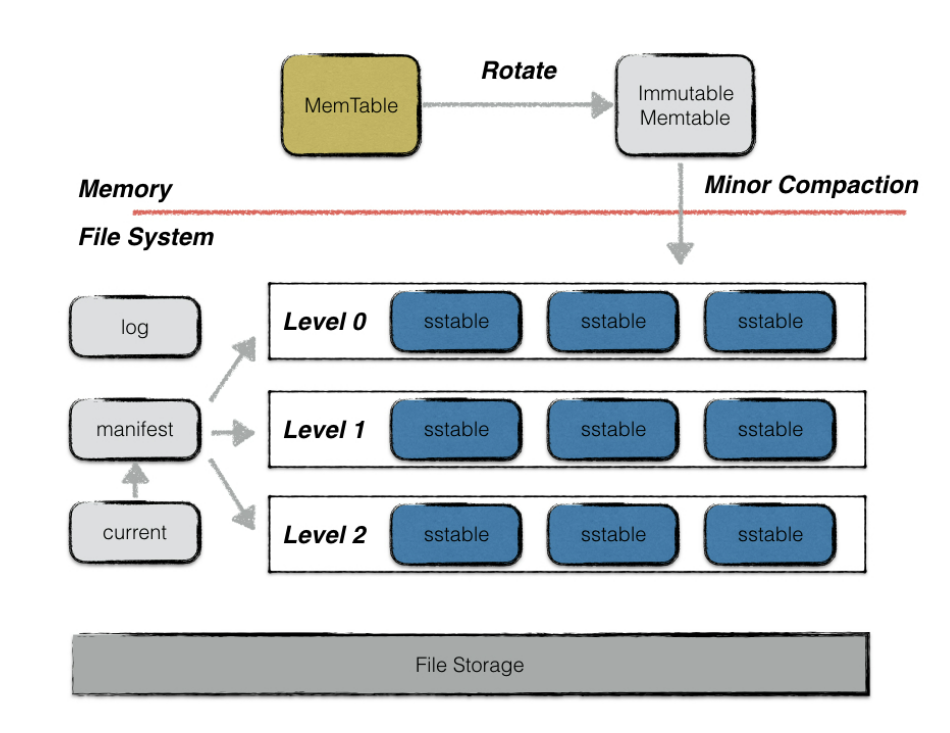 Rotate
MemTable
Immutable
Memtable
Memory
Minor Compaction
File System
log
Level 0
sstable
sstable
sstable
manifest
Level 1
sstable
sstable
sstable
current
Level 2
sstable
sstable
sstable
File Storage